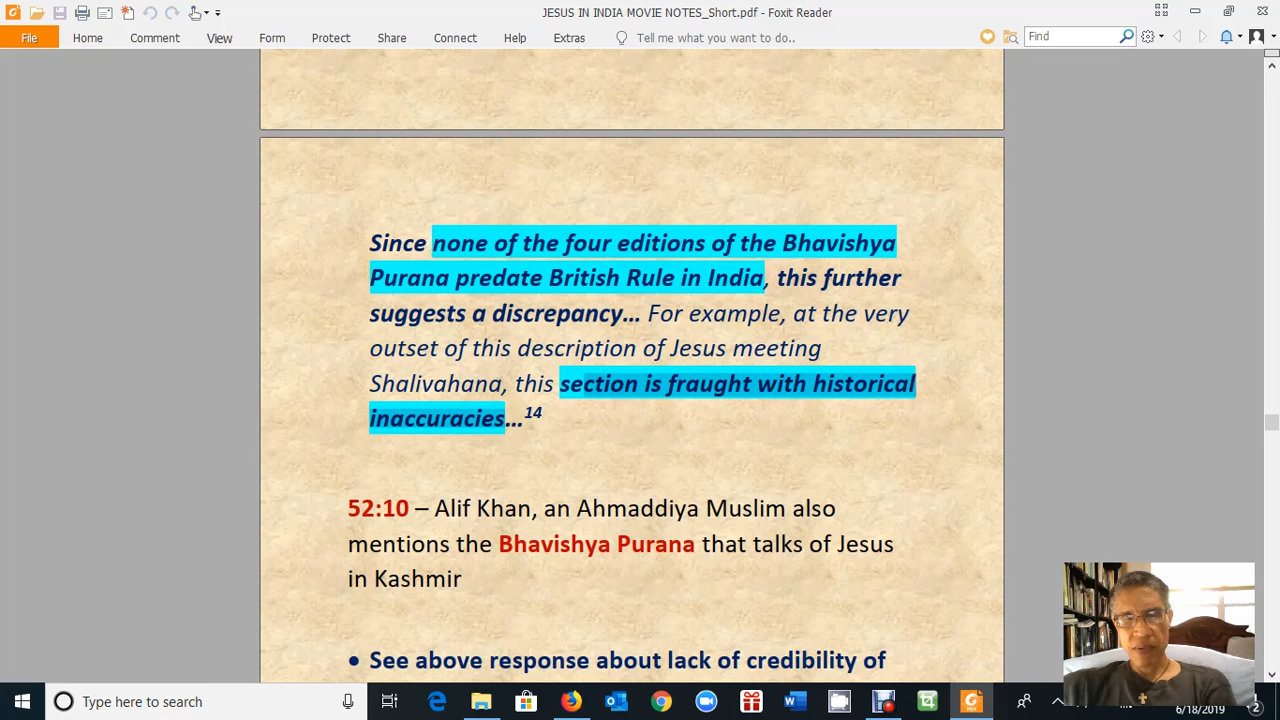 JESUS IN INDIA MOVIE NOTES_Short.pdf - Foxit Reader
File Home Comment View Form Protect Share Connect Help Extras Tell me what you want to do.. Find
Since none of the four editions of the Bhavishya
Purana predate British Rule in India, this further
suggests a discrepancy... For example, at the very
outset of this description of Jesus meeting
Shalivahana, this section is fraught with historical
inaccuracies...14
52:10 – Alif Khan, an Ahmaddiya Muslim also
mentions the Bhavishya Purana that talks of Jesus
in Kashmir
• See above response about lack of credibility of
Type here to search
6/18/2019